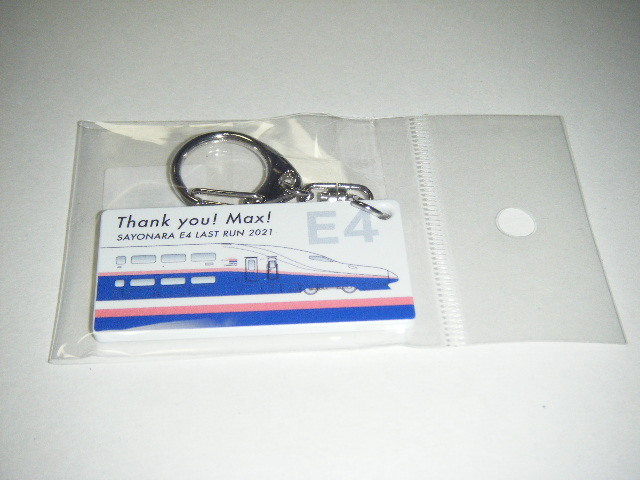 Thank you! Max!
SAYONARA E4 LAST RUN 2021
E4